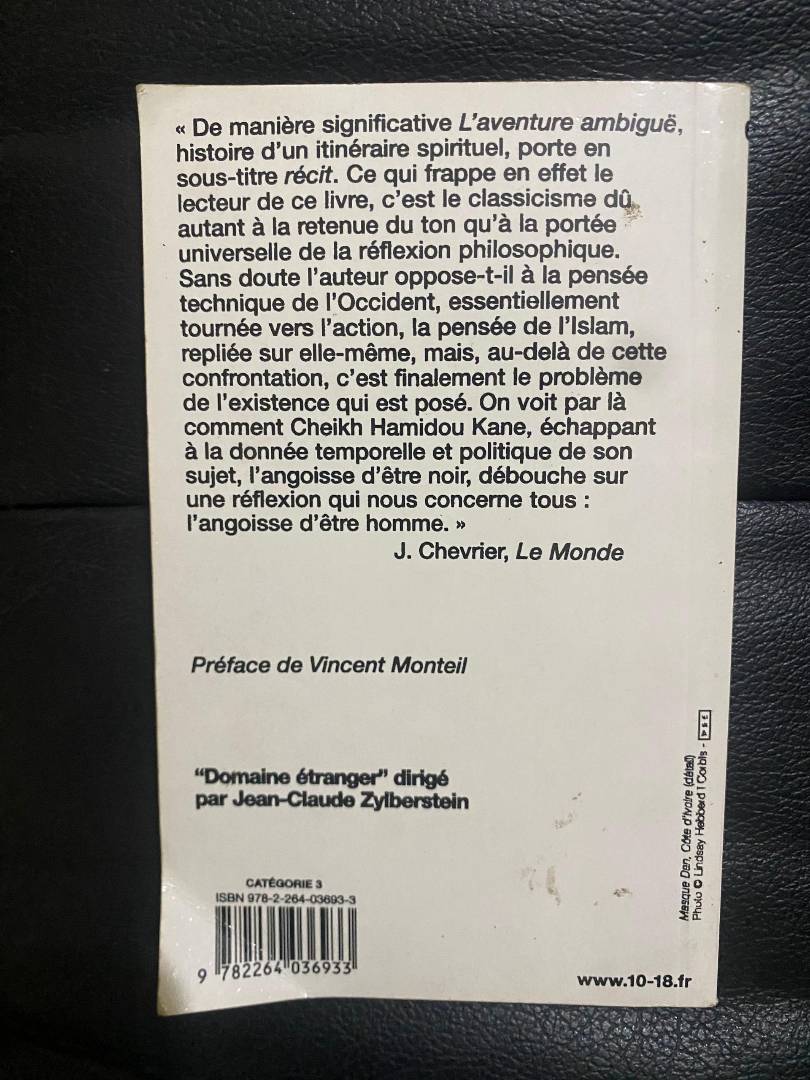 « De manière significative L'aventure ambiguë,
histoire d'un itinéraire spirituel, porte en
sous-titre récit. Ce qui frappe en effet le
lecteur de ce livre, c'est le classicisme dû
autant à la retenue du ton qu'à la portée
universelle de la réflexion philosophique.
Sans doute l'auteur oppose-t-il à la pensée
technique de l'Occident, essentiellement
tournée vers l'action, la pensée de l'Islam,
repliée sur elle-même, mais, au-delà de cette
confrontation, c'est finalement le problème
de l'existence qui est posé. On voit par là
comment Cheikh Hamidou Kane, échappant
à la donnée temporelle et politique de son
sujet, l'angoisse d'être noir, débouche sur
une réflexion qui nous concerne tous :
l'angoisse d'être homme. »
J. Chevrier, Le Monde
Préface de Vincent Monteil
"Domaine étranger" dirigé
par Jean-Claude Zylberstein
Masque Dan, Côte d'Ivoire (détail)
Photo © Lindsay Hebberd / Corbis -
CATÉGORIE 3
ISBN 978-2-264-03693-3
9 782264 036933
www.10-18.fr